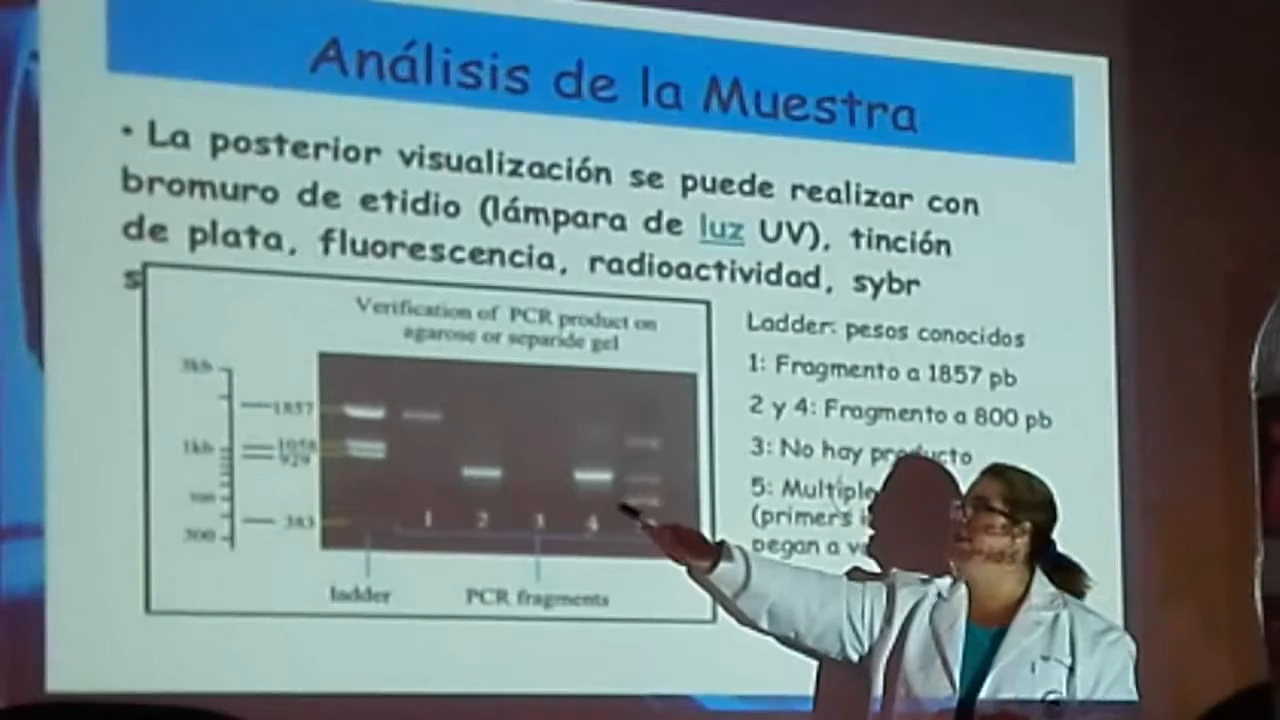 Análisis de la Muestra
• La posterior visualización se puede realizar con
bromuro de etidio (lámpara de luz UV), tinción
de plata, fluorescencia, radioactividad, sybr
Verification of PCR product on
agarose or separide gel
3kb
1857
1kb
1058
929
500
383
300
1 2 3 4
ladder
PCR fragments
Ladder: pesos conocidos
1: Fragmento a 1857 pb
2 y 4: Fragmento a 800 pb
3: No hay producto
5: Multiple
(primers
pegan a